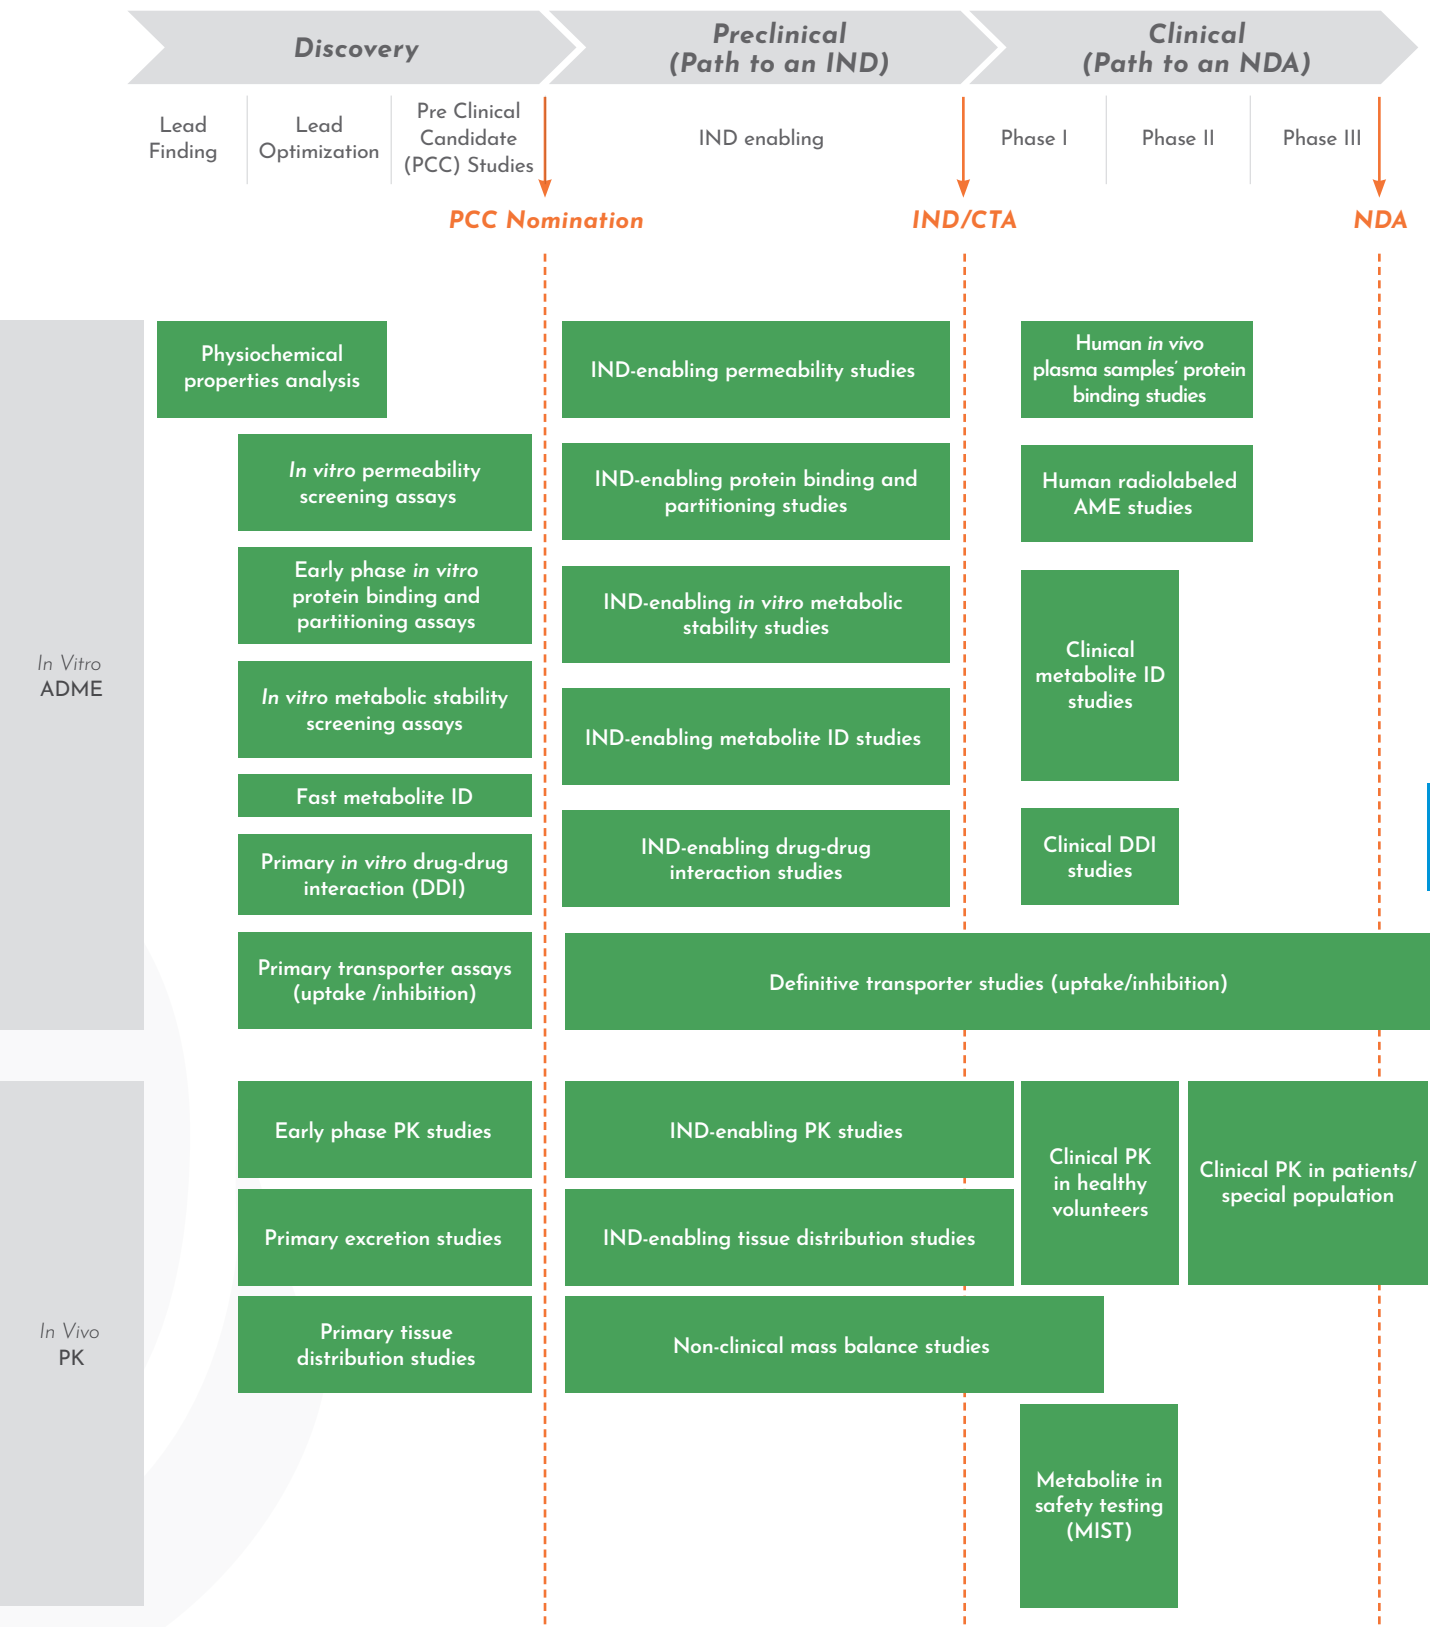 Discovery
Preclinical
(Path to an IND)
Clinical
(Path to an NDA)
Lead
Finding
Lead
Optimization
Pre Clinical
Candidate
(PCC) Studies
IND enabling
Phase I
Phase II
Phase III
PCC Nomination
IND/CTA
NDA
In Vitro
ADME
Physiochemical
properties analysis
In vitro permeability
screening assays
Early phase in vitro
protein binding and
partitioning assays
In vitro metabolic stability
screening assays
Fast metabolite ID
Primary in vitro drug-drug
interaction (DDI)
Primary transporter assays
(uptake /inhibition)
IND-enabling permeability studies
IND-enabling protein binding and
partitioning studies
IND-enabling in vitro metabolic
stability studies
IND-enabling metabolite ID studies
IND-enabling drug-drug
interaction studies
Human in vivo
plasma samples' protein
binding studies
Human radiolabeled
AME studies
Clinical
metabolite ID
studies
Clinical DDI
studies
Definitive transporter studies (uptake/inhibition)
In Vivo
PK
Early phase PK studies
Primary excretion studies
Primary tissue
distribution studies
IND-enabling PK studies
IND-enabling tissue distribution studies
Non-clinical mass balance studies
Clinical PK
in healthy
volunteers
Clinical PK in patients/
special population
Metabolite in
safety testing
(MIST)